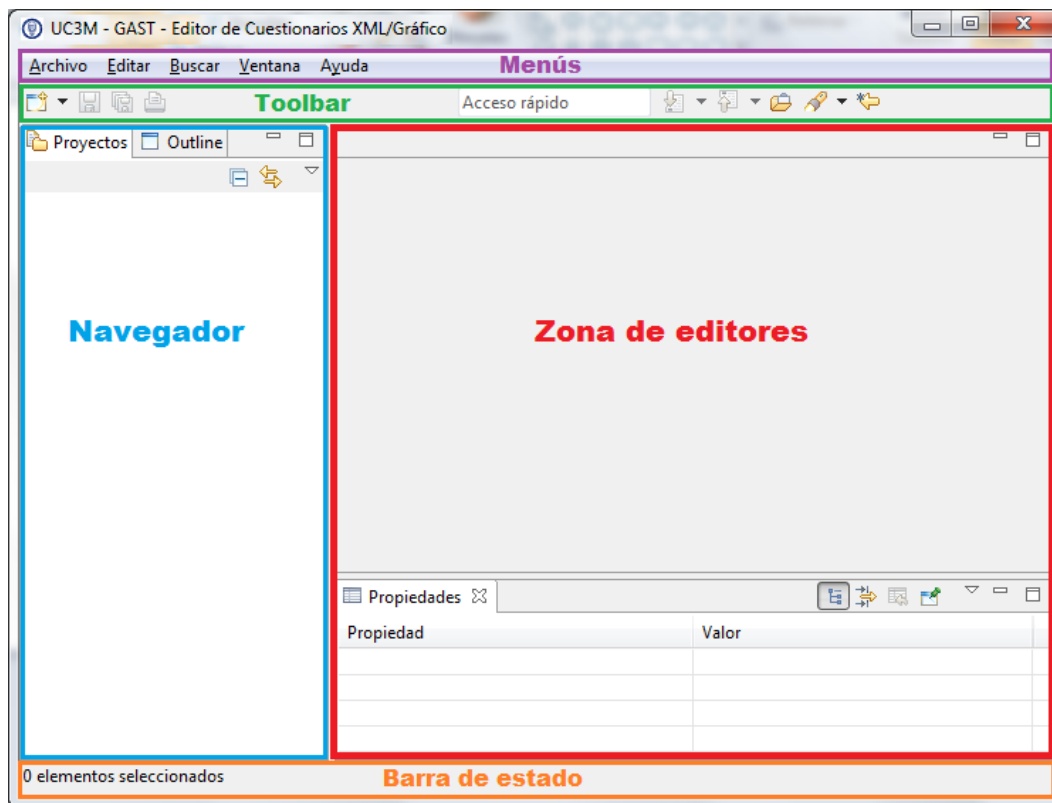 UC3M - GAST - Editor de Cuestionarios XML/Gráfico
Archivo Editar Buscar Ventana Ayuda Menús
Toolbar Acceso rápido
Proyectos Outline
Navegador
Zona de editores
Propiedades
Propiedad Valor
0 elementos seleccionados Barra de estado